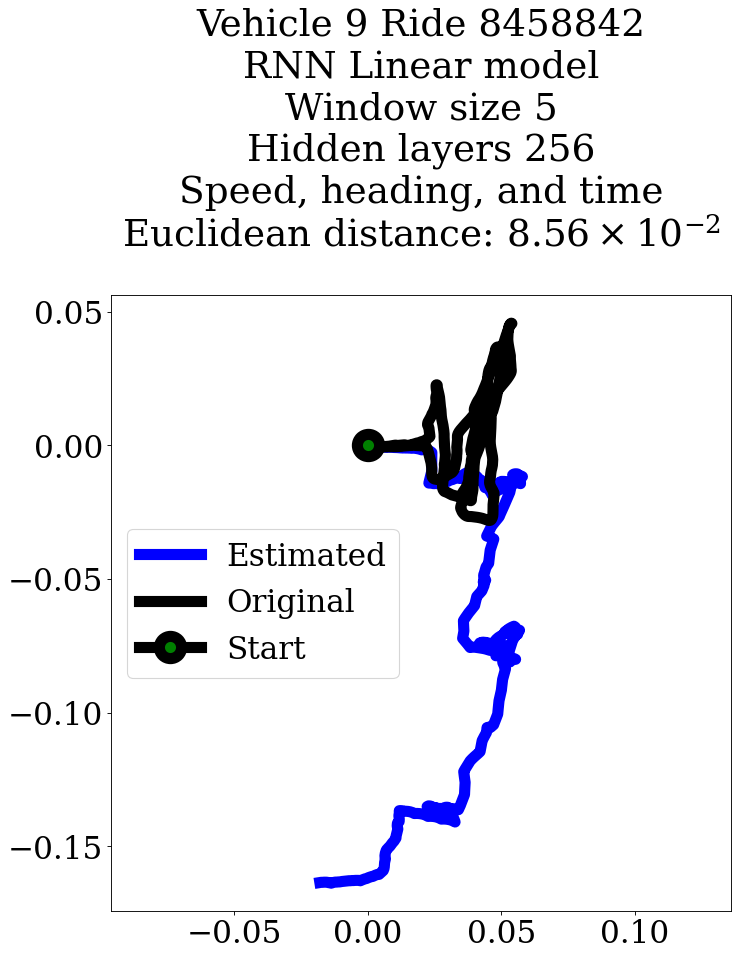 Vehicle 9 Ride 8458842
RNN Linear model
Window size 5
Hidden layers 256
Speed, heading, and time
Euclidean distance: 8.56 × 10⁻²
0.05
0.00
−0.05
−0.10
−0.15
Estimated
Original
Start
−0.05 0.00 0.05 0.10